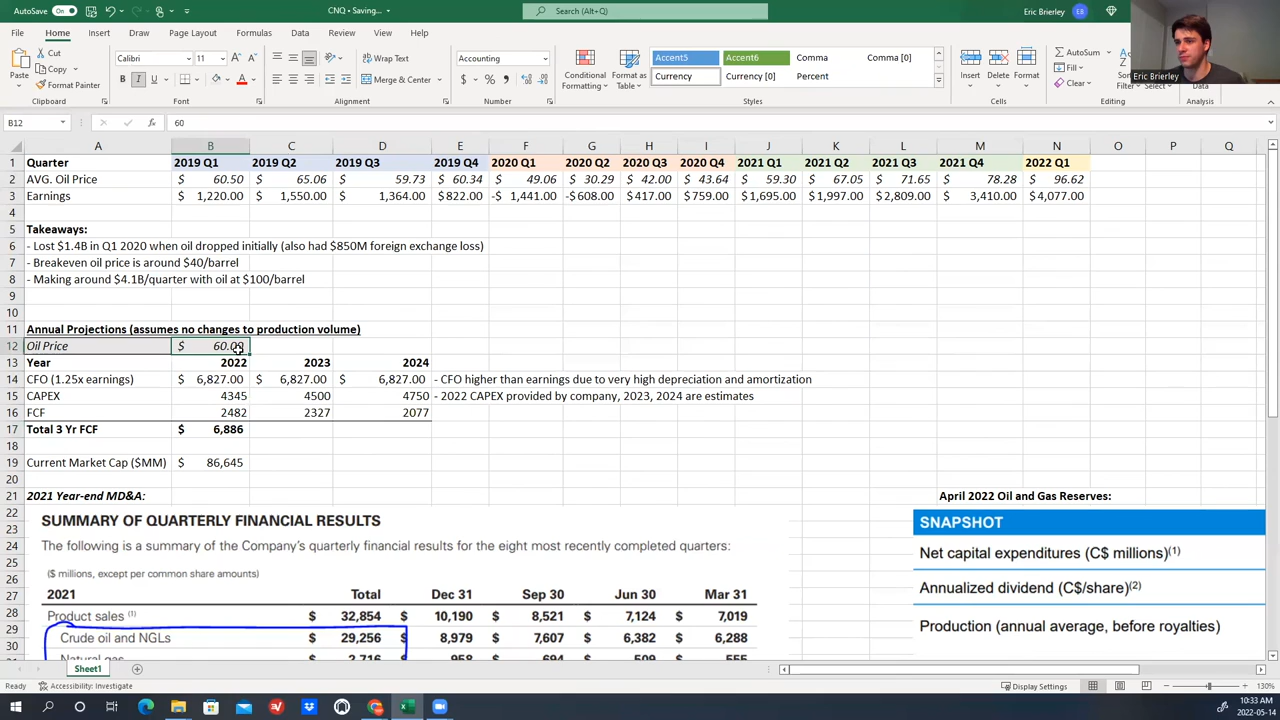 AutoSave On CNQ • Saving... Search (Alt+Q) Eric Brierley EB
File Home Insert Draw Page Layout Formulas Data Review View Help
Paste Cut Copy Format Painter Clipboard
Calibri 11 B I U Font
Wrap Text Merge & Center Alignment
Accounting $ % Number
Conditional Formatting Format as Table
Accent5 Accent6 Comma Comma [0]
Currency Currency [0] Percent Styles
Insert Delete Format Cells
AutoSum Fill Clear Editing Analysis
Eric Brierley
B12 fx 60
A B C D E F G H I J K L M N O P Q
1 Quarter 2019 Q1 2019 Q2 2019 Q3 2019 Q4 2020 Q1 2020 Q2 2020 Q3 2020 Q4 2021 Q1 2021 Q2 2021 Q3 2021 Q4 2022 Q1
2 AVG. Oil Price $ 60.50 $ 65.06 $ 59.73 $ 60.34 $ 49.06 $ 30.29 $ 42.00 $ 43.64 $ 59.30 $ 67.05 $ 71.65 $ 78.28 $ 96.62
3 Earnings $ 1,220.00 $ 1,550.00 $ 1,364.00 $ 822.00 -$ 1,441.00 -$ 608.00 $ 417.00 $ 759.00 $ 1,695.00 $ 1,997.00 $ 2,809.00 $ 3,410.00 $ 4,077.00
4
5 Takeaways:
6 - Lost $1.4B in Q1 2020 when oil dropped initially (also had $850M foreign exchange loss)
7 - Breakeven oil price is around $40/barrel
8 - Making around $4.1B/quarter with oil at $100/barrel
9
10
11 Annual Projections (assumes no changes to production volume)
12 Oil Price $ 60.00
13 Year 2022 2023 2024
14 CFO (1.25x earnings) $ 6,827.00 $ 6,827.00 $ 6,827.00 - CFO higher than earnings due to very high depreciation and amortization
15 CAPEX 4345 4500 4750 - 2022 CAPEX provided by company, 2023, 2024 are estimates
16 FCF 2482 2327 2077
17 Total 3 Yr FCF $ 6,886
18
19 Current Market Cap ($MM) $ 86,645
20
21 2021 Year-end MD&A: April 2022 Oil and Gas Reserves:
22 SUMMARY OF QUARTERLY FINANCIAL RESULTS SNAPSHOT
23
24 The following is a summary of the Company's quarterly financial results for the eight most recently completed quarters: Net capital expenditures (C$ millions)(1)
25
26 ($ millions, except per common share amounts) Annualized dividend (C$/share)(2)
27 2021 Total Dec 31 Sep 30 Jun 30 Mar 31
28 Product sales (1) $ 32,854 $ 10,190 $ 8,521 $ 7,124 $ 7,019 Production (annual average, before royalties)
29 Crude oil and NGLs $ 29,256 $ 8,979 $ 7,607 $ 6,382 $ 6,288
30 Natural gas $ 2,716 $ 958 $ 694 $ 509 $ 555
Sheet1
Ready Accessibility: Investigate Display Settings 130%
10:33 AM
2022-05-14